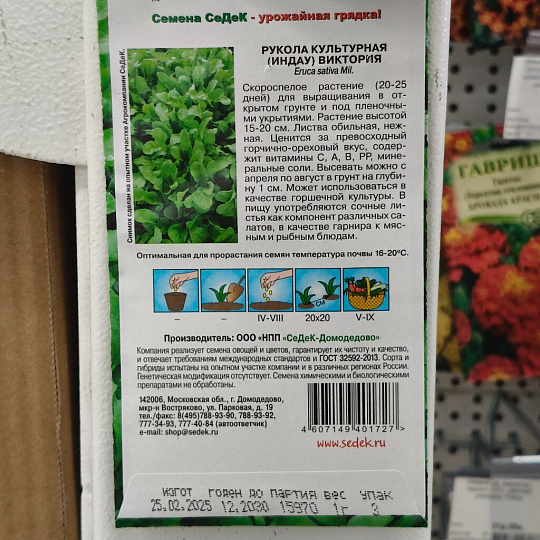 Семена СеДеК - урожайная грядка!
РУКОЛА КУЛЬТУРНАЯ
(ИНДАУ) ВИКТОРИЯ
Eruca sativa Mil.
Скороспелое растение (20-25
дней) для выращивания в от-
крытом грунте и под пленочны-
ми укрытиями. Растение высотой
15-20 см. Листва обильная, неж-
ная. Ценится за превосходный
горчично-ореховый вкус, содер-
жит витамины С, А, В, РР, мине-
ральные соли. Высевать можно с
апреля по август в грунт на глуби-
ну 1 см. Может использоваться в
качестве горшечной культуры. В
пищу употребляются сочные ли-
стья как компонент различных са-
латов, в качестве гарнира к мяс-
ным и рыбным блюдам.
Снимок сделан на опытном участке Агрокомпании СеДеК.
Оптимальная для прорастания семян температура почвы 16-20°С.
СМ
– – IV-VIII 20x20 V-IX
Производитель: ООО «НПП «СеДеК-Домодедово»
Компания реализует семена овощей и цветов, гарантирует их чистоту и качество,
и отвечает требованиям международных стандартов и ГОСТ 32592-2013. Сорта и
гибриды испытаны на опытном участке компании и в различных регионах России.
Генетическая модификация отсутствует. Семена химическими и биологическими
препаратами не обработаны.
142006, Московская обл., г. Домодедово,
мкр-н Востряково, ул. Парковая, д. 19
тел./факс: 8(495)788-93-90, 788-93-92,
777-34-93, 777-40-84 (автоответчик)
e-mail: shop@sedek.ru
4 607149 401727 >
www.sedek.ru
ИЗГОТ ГОДЕН ДО ПАРТИЯ ВЕС УПАК
25.02.2025 12.2030 15970 1г 3
ГАВРИШ